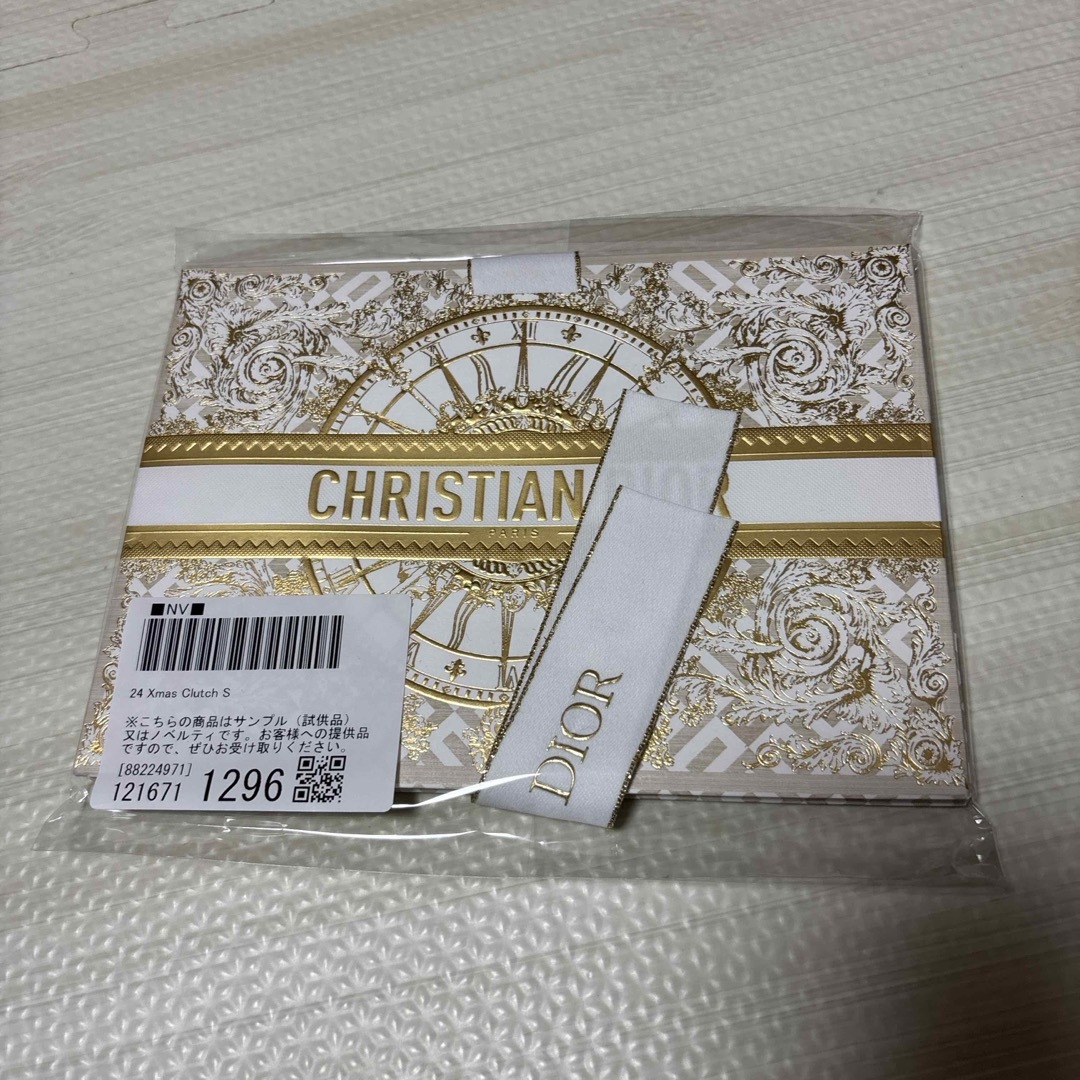 XII
CHRISTIAN DIOR
PARIS
DIOR
■NV■
24 Xmas Clutch S
※こちらの商品はサンプル（試供品）
又はノベルティです。お客様への提供品
ですので、ぜひお受け取りください。
[88224971]
121671 1296